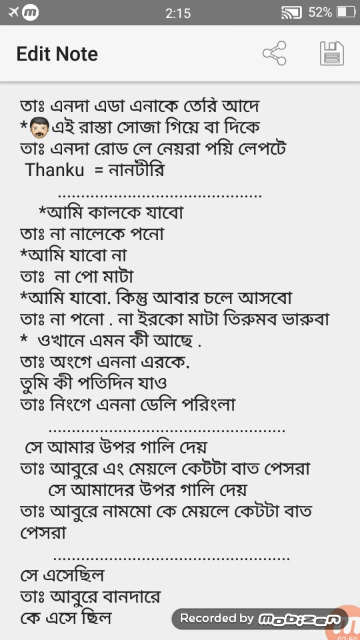 2:15
52%
Edit Note
তাঃ এনদা এডা এনাকে তেরি আদে
*এই রাস্তা সোজা গিয়ে বা দিকে
তাঃ এনদা রোড লে নেয়রা পয়ি লেপটে
Thanku = নানটীরি
..........................................
*আমি কালকে যাবো
তাঃ না নালেকে পনো
*আমি যাবো না
তাঃ না পো মাটা
*আমি যাবো. কিন্তু আবার চলে আসবো
তাঃ না পনো . না ইরকো মাটা তিরুমব ভারুবা
* ওখানে এমন কী আছে .
তাঃ অংগে এননা এরকে.
তুমি কী পতিদিন যাও
তাঃ নিংগে এননা ডেলি পরিংলা
................................................
সে আমার উপর গালি দেয়
তাঃ আবুরে এং মেয়লে কেটটা বাত পেসরা
সে আমাদের উপর গালি দেয়
তাঃ আবুরে নামমো কে মেয়লে কেটটা বাত
পেসরা
................................................
সে এসেছিল
তাঃ আবুরে বানদারে
কে এসে ছিল
Recorded by mobizen